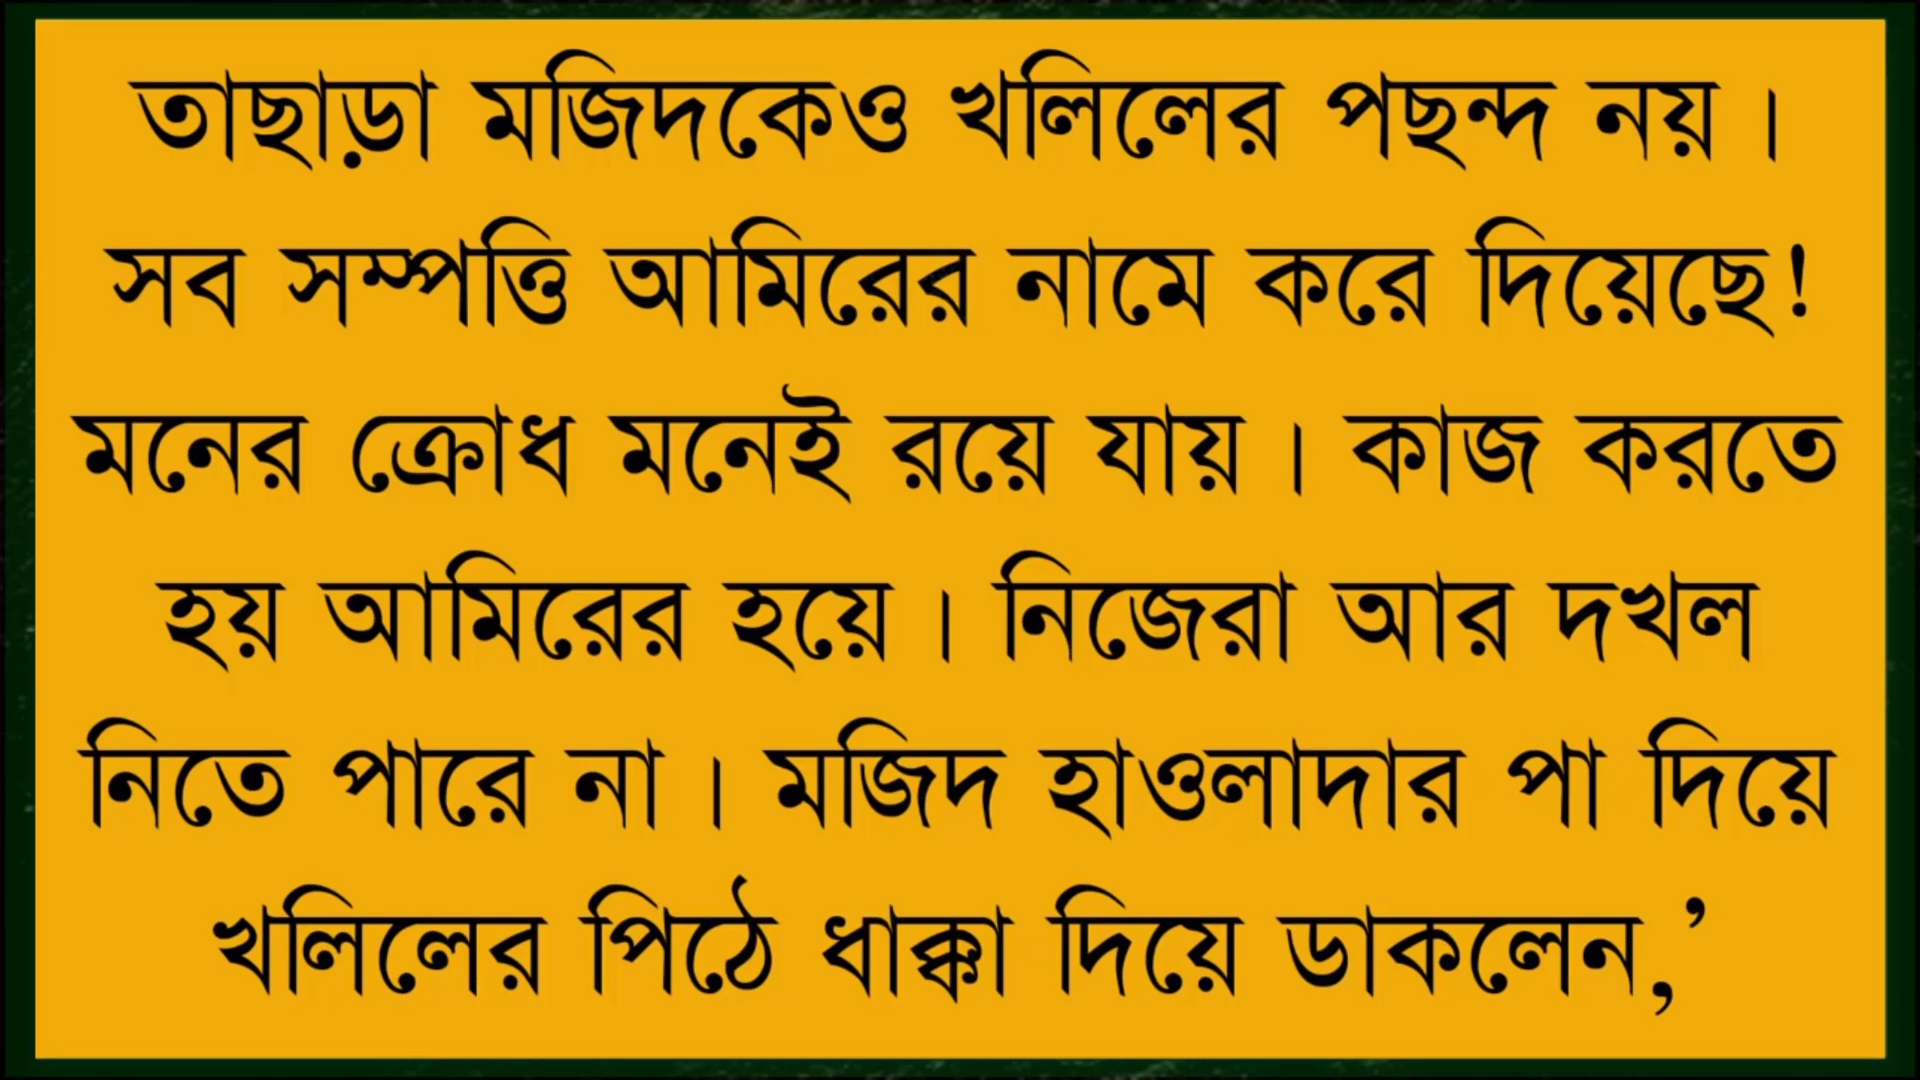 তাছাড়া মজিদকেও খলিলের পছন্দ নয়।
সব সম্পত্তি আমিরের নামে করে দিয়েছে!
মনের ক্রোধ মনেই রয়ে যায়। কাজ করতে
হয় আমিরের হয়ে। নিজেরা আর দখল
নিতে পারে না। মজিদ হাওলাদার পা দিয়ে
খলিলের পিঠে ধাক্কা দিয়ে ডাকলেন,’